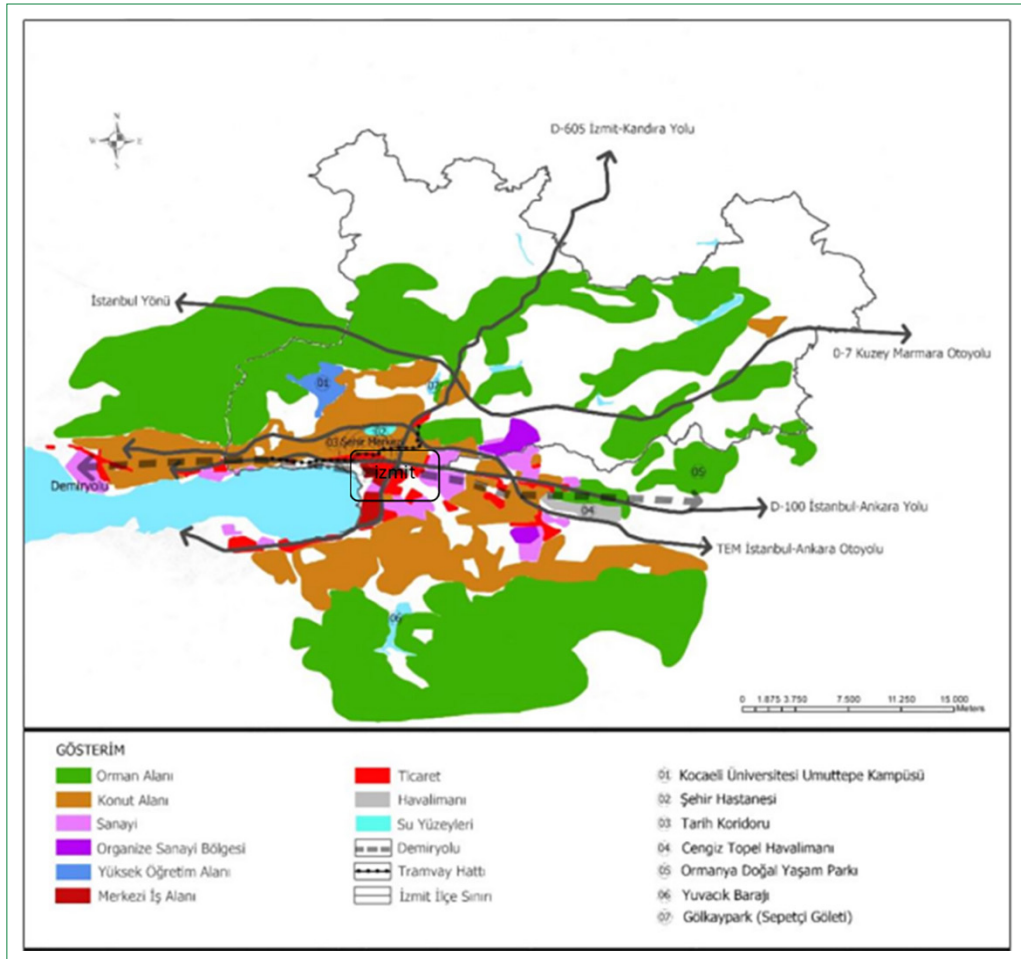 N
W E
S
D-605 İzmit-Kandıra Yolu
İstanbul Yönü
0-7 Kuzey Marmara Otoyolu
01
07
02
03 Şehir Merkezi
izmit
05
Demiryolu
04
D-100 İstanbul-Ankara Yolu
TEM İstanbul-Ankara Otoyolu
06
0 1.875 3.750 7.500 11.250 15.000
Meters
GÖSTERİM
Orman Alanı
Konut Alanı
Sanayi
Organize Sanayi Bölgesi
Yüksek Öğretim Alanı
Merkezi İş Alanı
Ticaret
Havalimanı
Su Yüzeyleri
Demiryolu
Tramvay Hattı
İzmit İlçe Sınırı
01 Kocaeli Üniversitesi Umuttepe Kampüsü
02 Şehir Hastanesi
03 Tarih Koridoru
04 Cengiz Topel Havalimanı
05 Ormanya Doğal Yaşam Parkı
06 Yuvacık Barajı
07 Gölkaypark (Sepetçi Göleti)